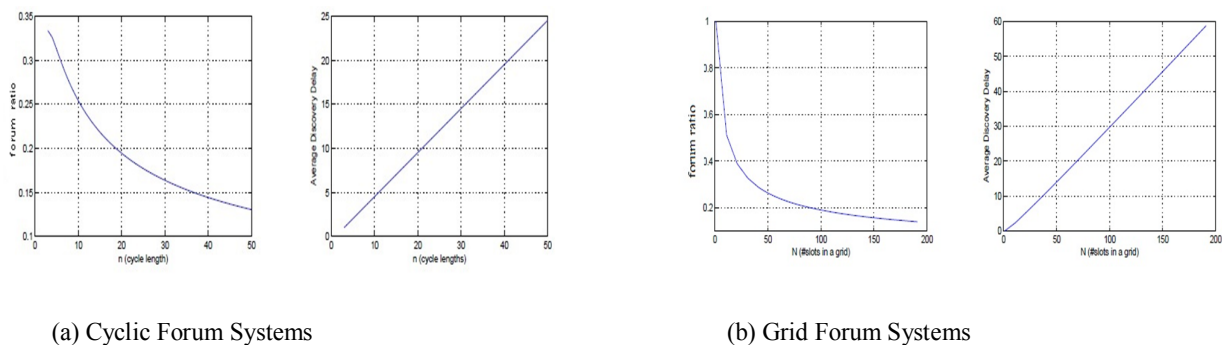 0.35
0.3
0.25
0.2
0.15
0.1
forum ratio
0 10 20 30 40 50
n (cycle length)
25
20
15
10
5
0
Average Discovery Delay
0 10 20 30 40 50
n (cycle lengths)
1
0.8
0.6
0.4
0.2
forum ratio
0 50 100 150 200
N (#slots in a grid)
60
50
40
30
20
10
0
Average Discovery Delay
0 50 100 150 200
N (#slots in a grid)
(a) Cyclic Forum Systems
(b) Grid Forum Systems